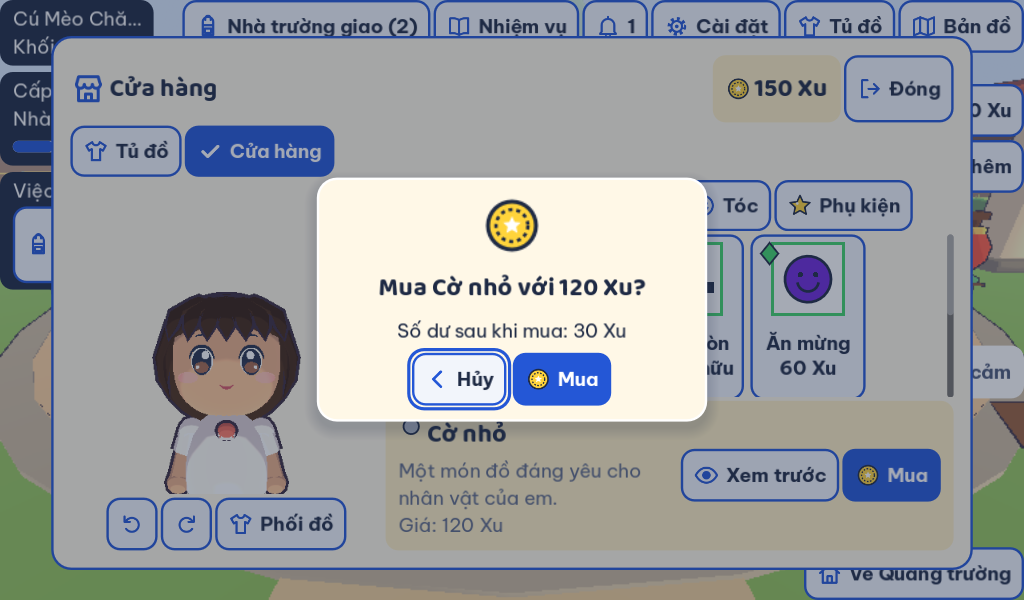 Cú Mèo Chă...
Khối
Nhà trường giao (2)
Nhiệm vụ
1
Cài đặt
Tủ đồ
Bản đồ
Cấp
Nhà
Cửa hàng
150 Xu
Đóng
0 Xu
Tủ đồ
Cửa hàng
hêm
Việc
Tóc
Phụ kiện
Mua Cờ nhỏ với 120 Xu?
Số dư sau khi mua: 30 Xu
Hủy
Mua
òn
hữu
Ăn mừng
60 Xu
cảm
Cờ nhỏ
Một món đồ đáng yêu cho
nhân vật của em.
Giá: 120 Xu
Xem trước
Mua
Phối đồ
Về Quảng trường